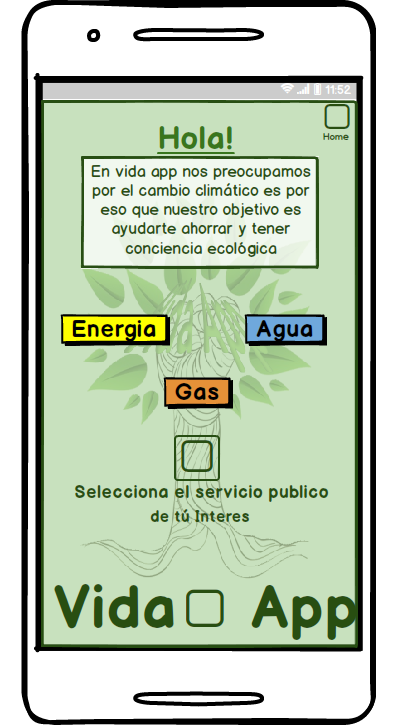 11:52
Home
Hola!
En vida app nos preocupamos
por el cambio climático es por
eso que nuestro objetivo es
ayudarte ahorrar y tener
conciencia ecológica
Energia
Agua
Gas
Selecciona el servicio publico
de tú Interes
Vida App